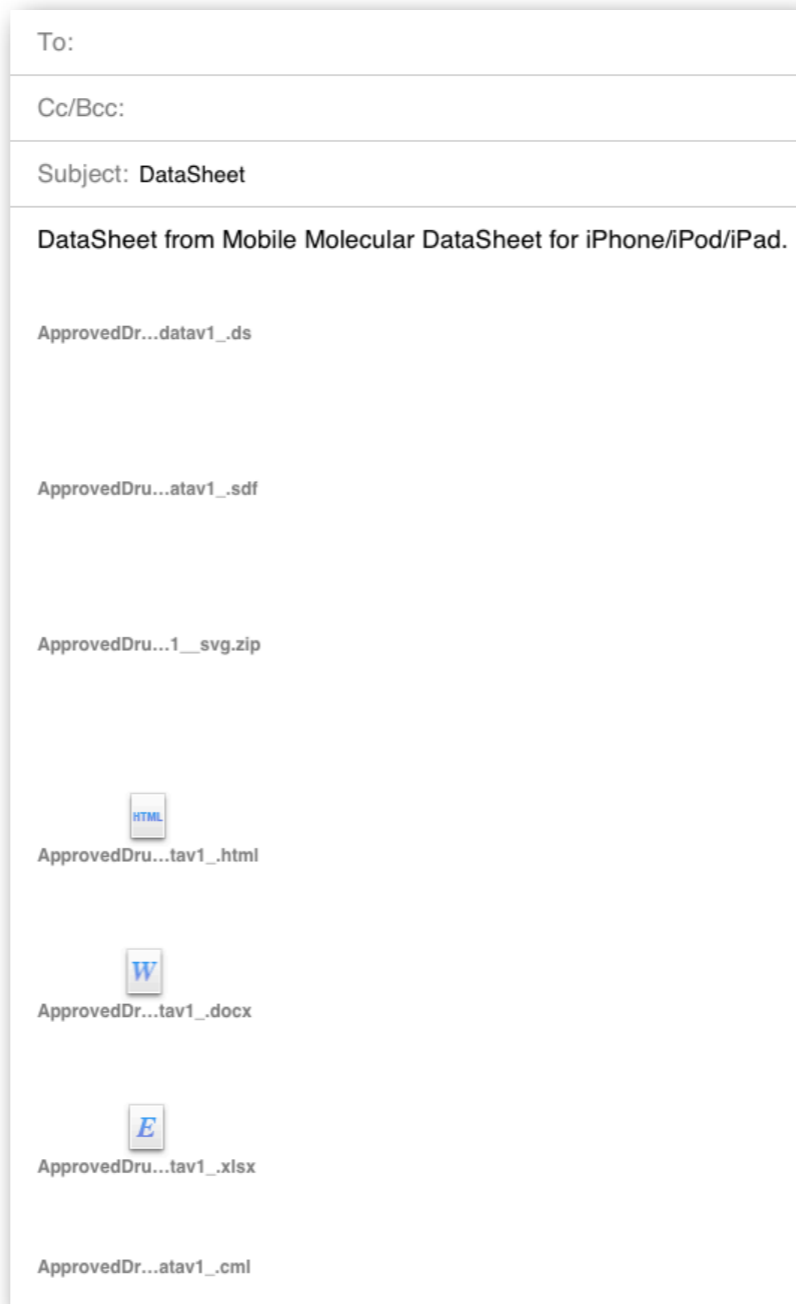 To:
Cc/Bcc:
Subject: DataSheet
DataSheet from Mobile Molecular DataSheet for iPhone/iPod/iPad.
ApprovedDr...datav1_.ds
ApprovedDru...atav1_.sdf
ApprovedDru...1__svg.zip
HTML
ApprovedDru...tav1_.html
W
ApprovedDr...tav1_.docx
E
ApprovedDru...tav1_.xlsx
ApprovedDr...atav1_.cml